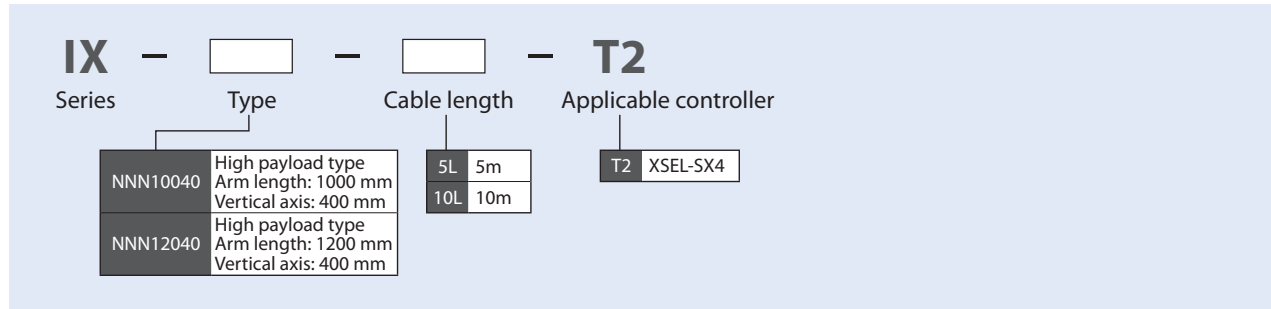 IX - - - T2
Series Type Cable length Applicable controller
NNN10040 High payload type
Arm length: 1000 mm
Vertical axis: 400 mm
NNN12040 High payload type
Arm length: 1200 mm
Vertical axis: 400 mm
5L 5m
10L 10m
T2 XSEL-SX4